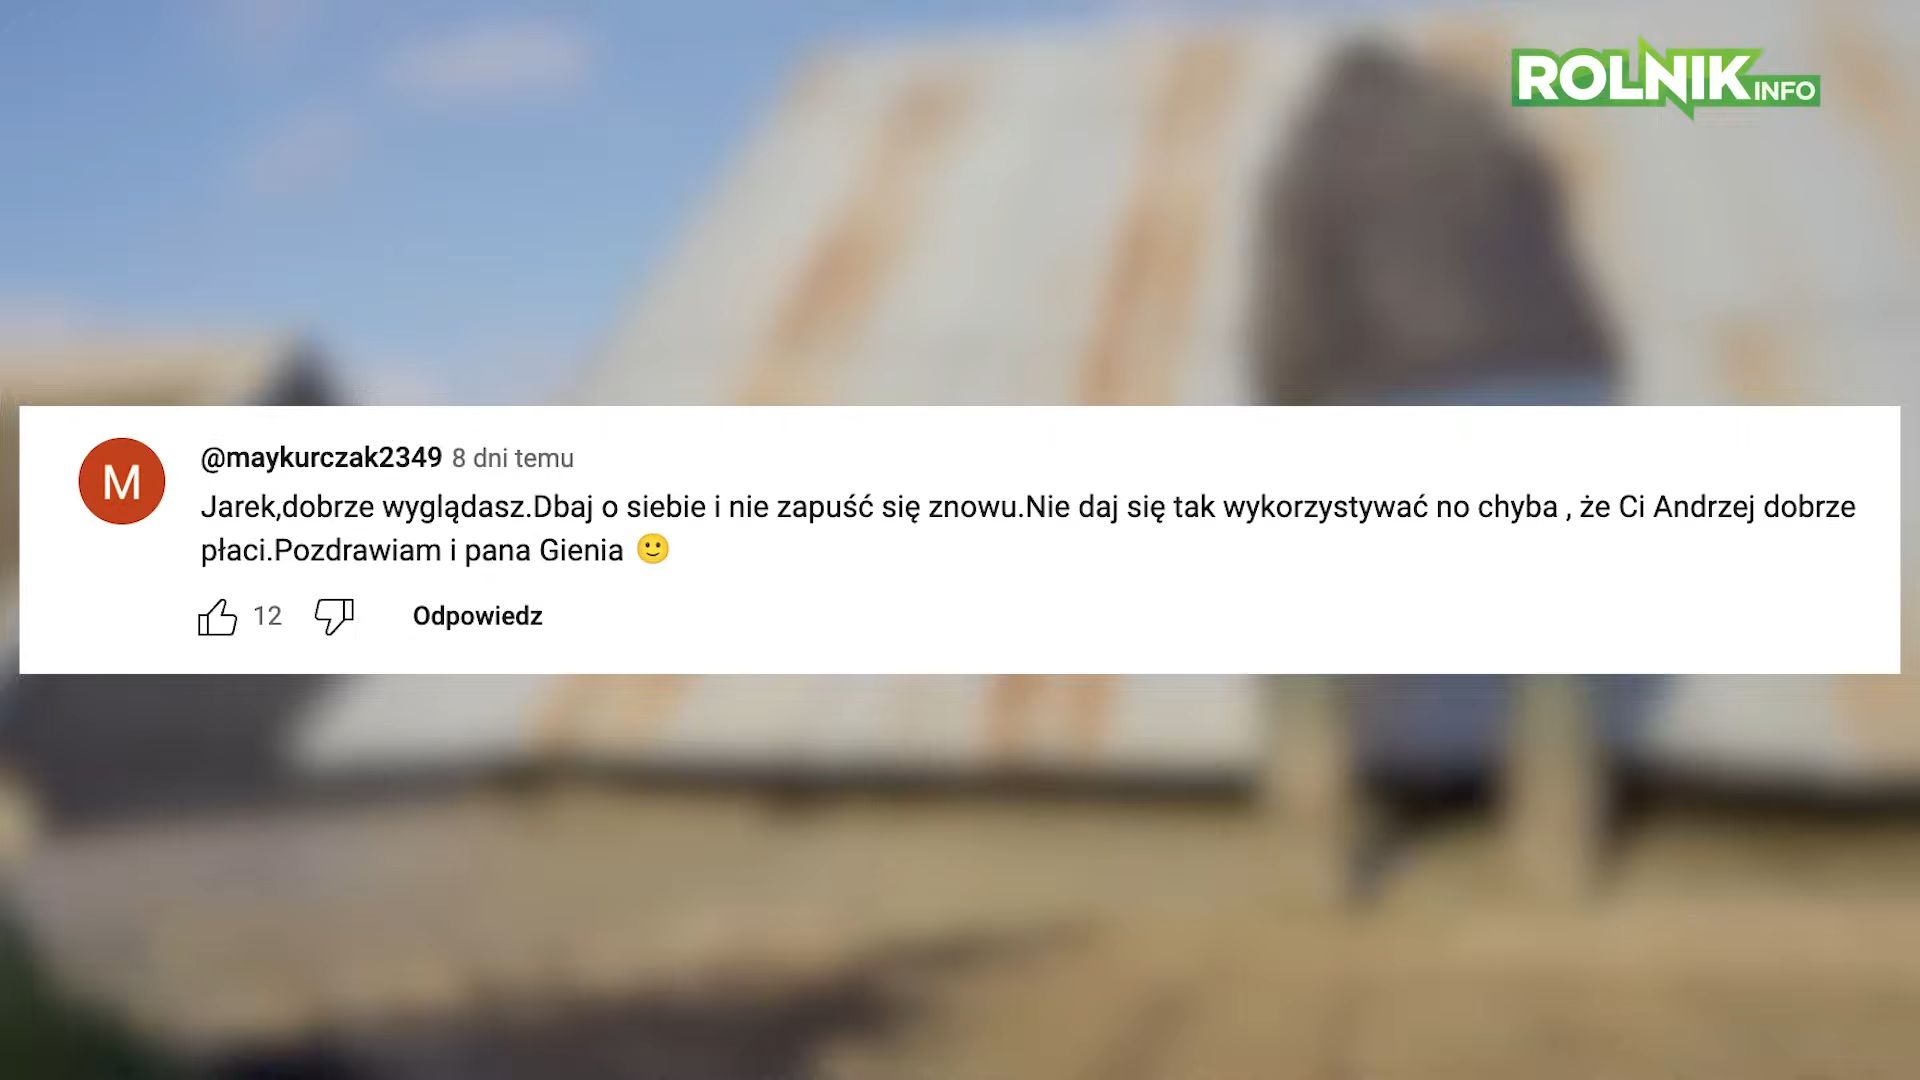 ROLNIK INFO
@maykurczak2349 8 dni temu
Jarek,dobrze wyglądasz.Dbaj o siebie i nie zapuść się znowu.Nie daj się tak wykorzystywać no chyba , że Ci Andrzej dobrze
płaci.Pozdrawiam i pana Gienia 🙂
12 Odpowiedz
M